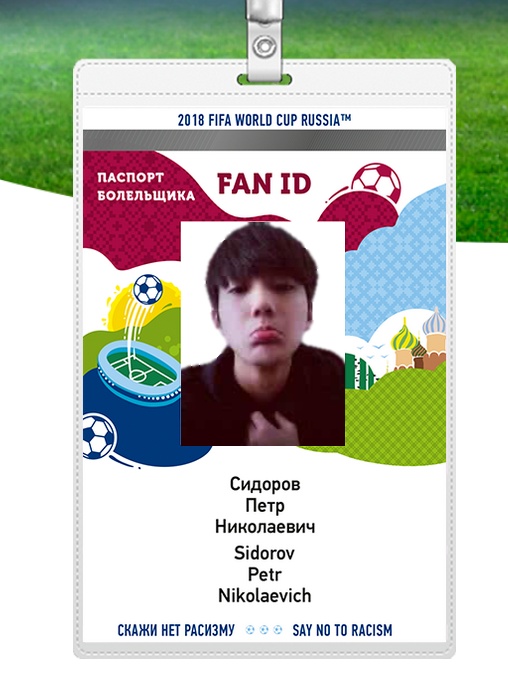 2018 FIFA WORLD CUP RUSSIA™
ПАСПОРТ
БОЛЕЛЬЩИКА
FAN ID
Сидоров
Петр
Николаевич
Sidorov
Petr
Nikolaevich
СКАЖИ НЕТ РАСИЗМУ
SAY NO TO RACISM